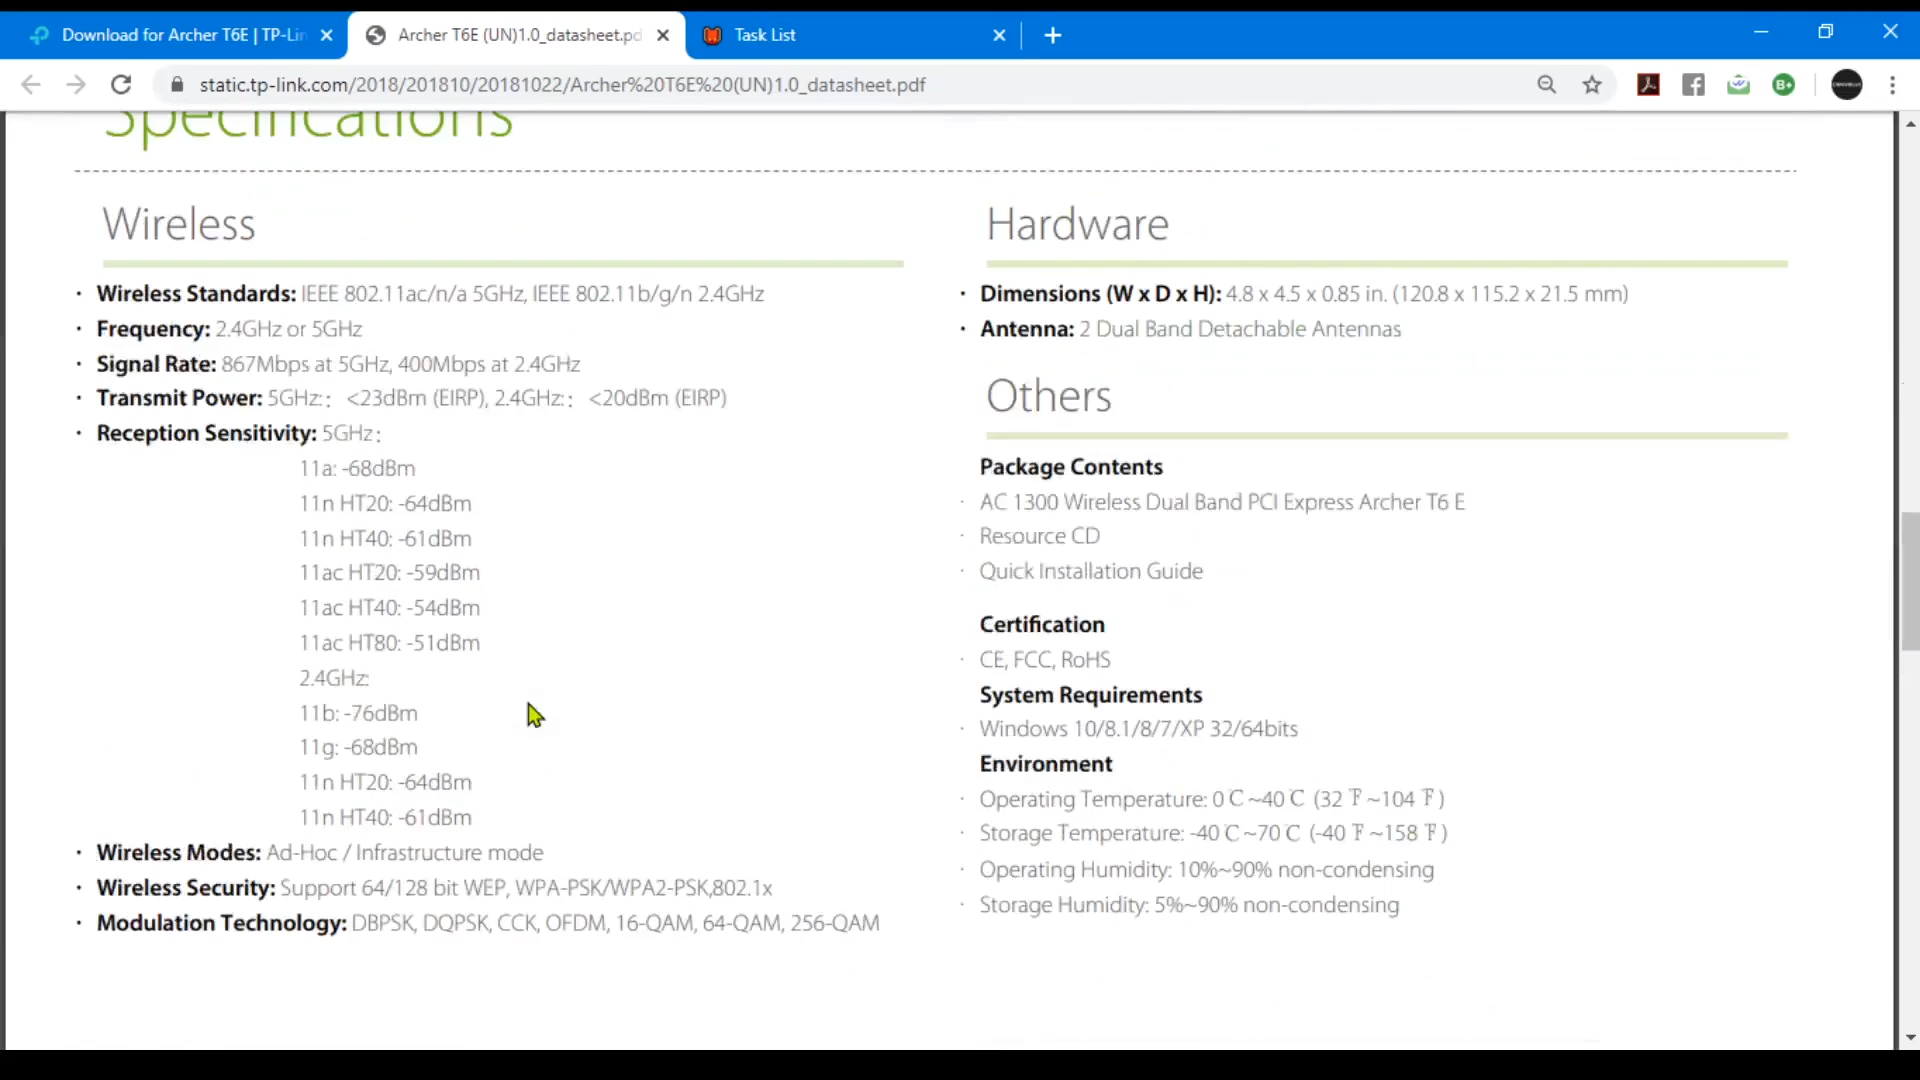 Download for Archer T6E | TP-Lin
Archer T6E (UN)1.0_datasheet.pd
Task List
static.tp-link.com/2018/201810/20181022/Archer%20T6E%20(UN)1.0_datasheet.pdf
Specifications
Wireless
· Wireless Standards: IEEE 802.11ac/n/a 5GHz, IEEE 802.11b/g/n 2.4GHz
· Frequency: 2.4GHz or 5GHz
· Signal Rate: 867Mbps at 5GHz, 400Mbps at 2.4GHz
· Transmit Power: 5GHz:： <23dBm (EIRP), 2.4GHz:： <20dBm (EIRP)
· Reception Sensitivity: 5GHz：
11a: -68dBm
11n HT20: -64dBm
11n HT40: -61dBm
11ac HT20: -59dBm
11ac HT40: -54dBm
11ac HT80: -51dBm
2.4GHz:
11b: -76dBm
11g: -68dBm
11n HT20: -64dBm
11n HT40: -61dBm
· Wireless Modes: Ad-Hoc / Infrastructure mode
· Wireless Security: Support 64/128 bit WEP, WPA-PSK/WPA2-PSK,802.1x
· Modulation Technology: DBPSK, DQPSK, CCK, OFDM, 16-QAM, 64-QAM, 256-QAM
Hardware
· Dimensions (W x D x H): 4.8 x 4.5 x 0.85 in. (120.8 x 115.2 x 21.5 mm)
· Antenna: 2 Dual Band Detachable Antennas
Others
Package Contents
· AC 1300 Wireless Dual Band PCI Express Archer T6 E
· Resource CD
· Quick Installation Guide
Certification
· CE, FCC, RoHS
System Requirements
· Windows 10/8.1/8/7/XP 32/64bits
Environment
· Operating Temperature: 0℃~40℃ (32℉~104℉)
· Storage Temperature: -40℃~70℃ (-40℉~158℉)
· Operating Humidity: 10%~90% non-condensing
· Storage Humidity: 5%~90% non-condensing